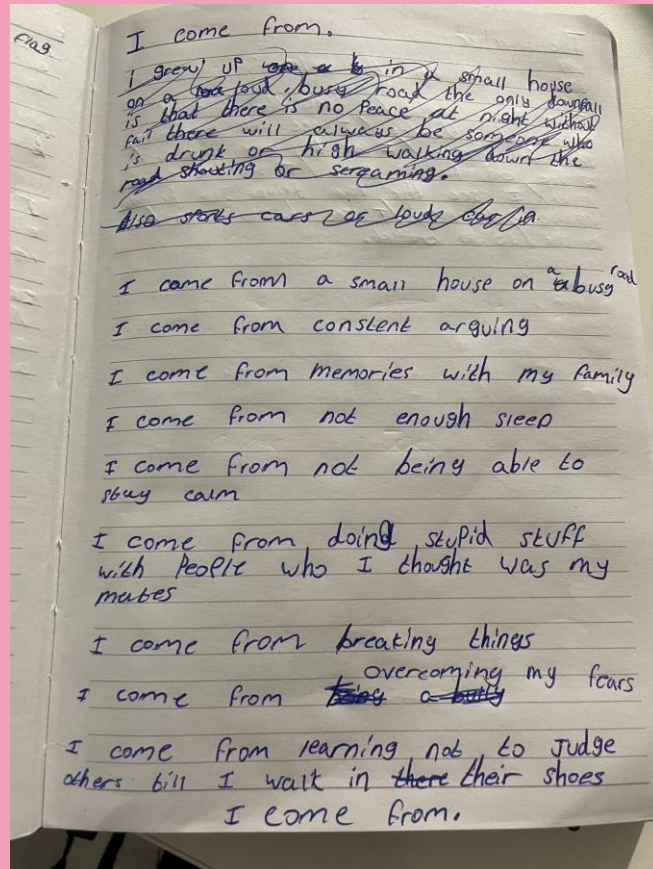 flag
I come from.
I grew up in a small house
on a loud, busy road the only downfall
is that there is no Peace at night without
fail there will always be someone who
is drunk or high walking down the
road shouting or screaming.
Also sports cars or loud
I come from a small house on a busy road
I come from constent arguing
I come from memories with my family
I come from not enough sleep
I come from not being able to
stay calm
I come from doing stupid stuff
with People who I thought was my
mates
I come from breaking things
I come from being a bully overcoming my fears
I come from learning not to Judge
others till I walk in there their shoes
I come from.